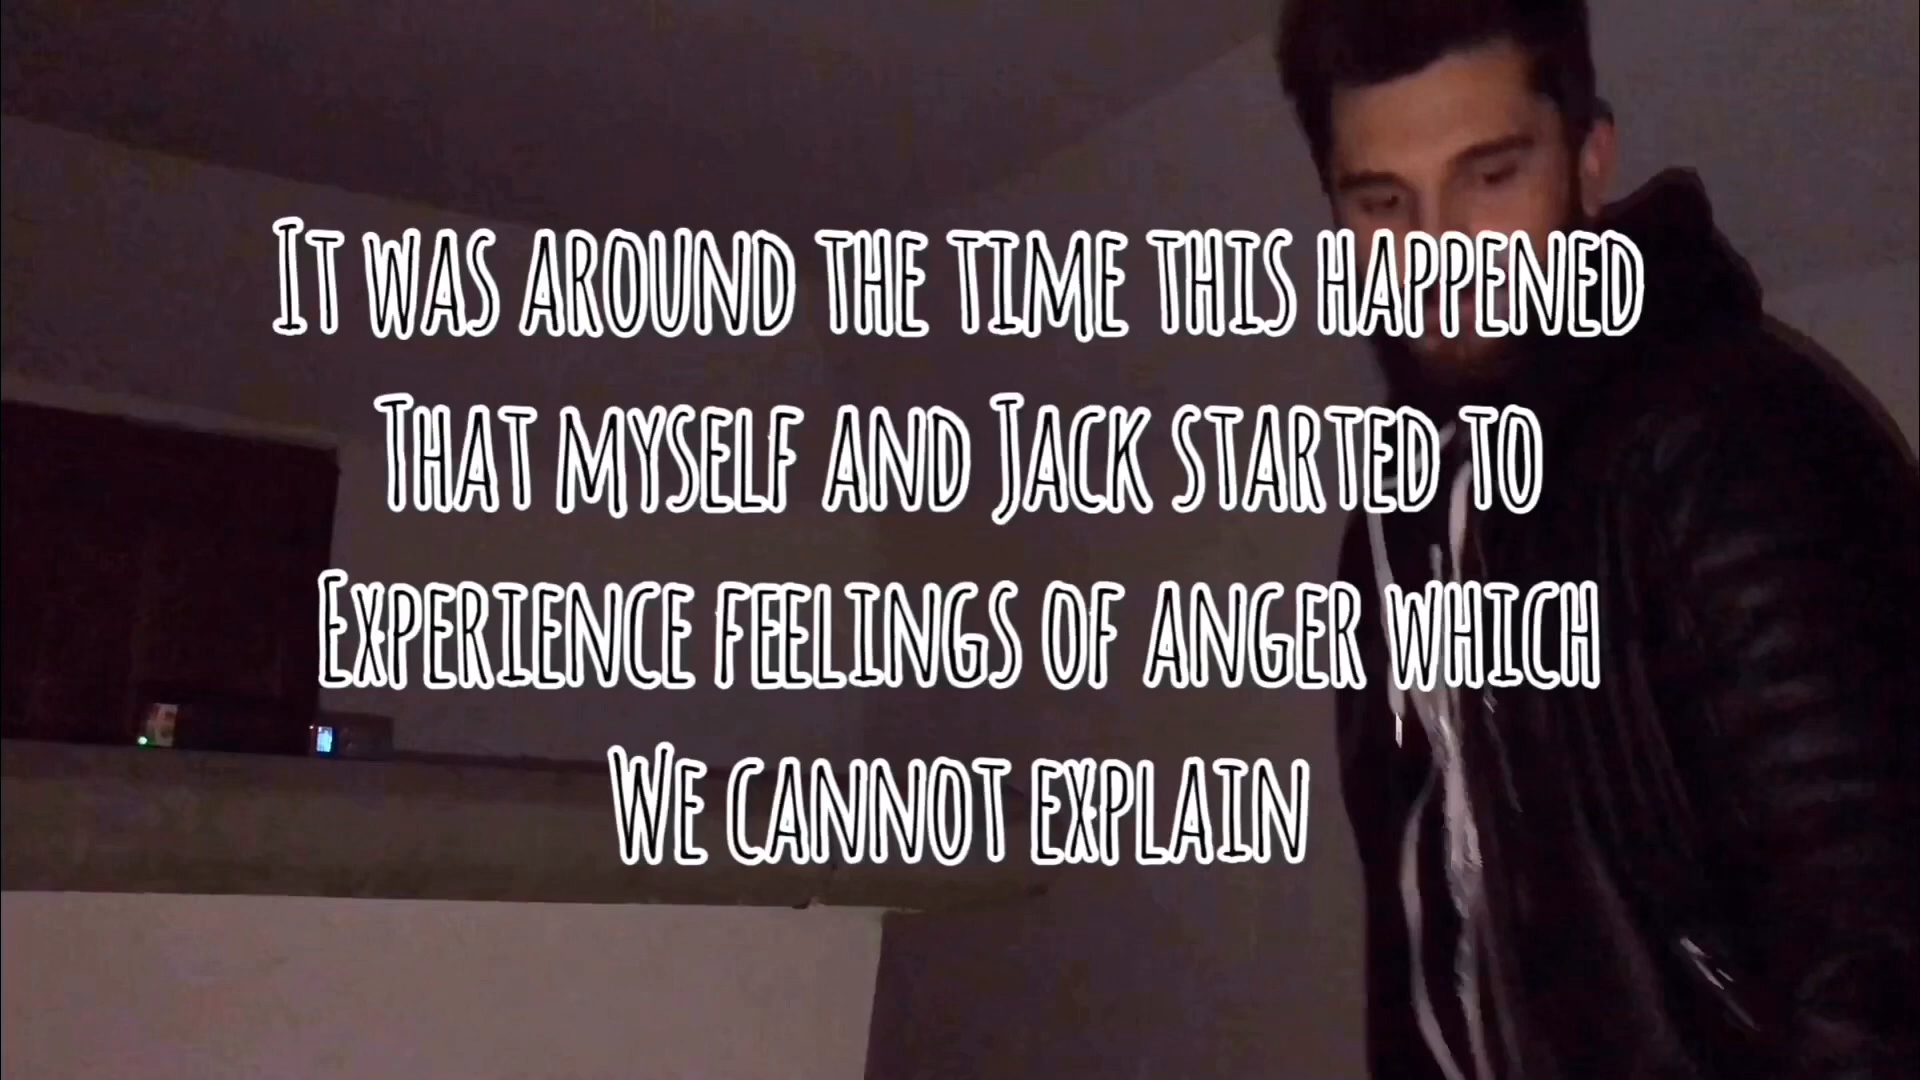 It was around the time this happened
That myself and Jack started to
Experience feelings of anger which
We cannot explain